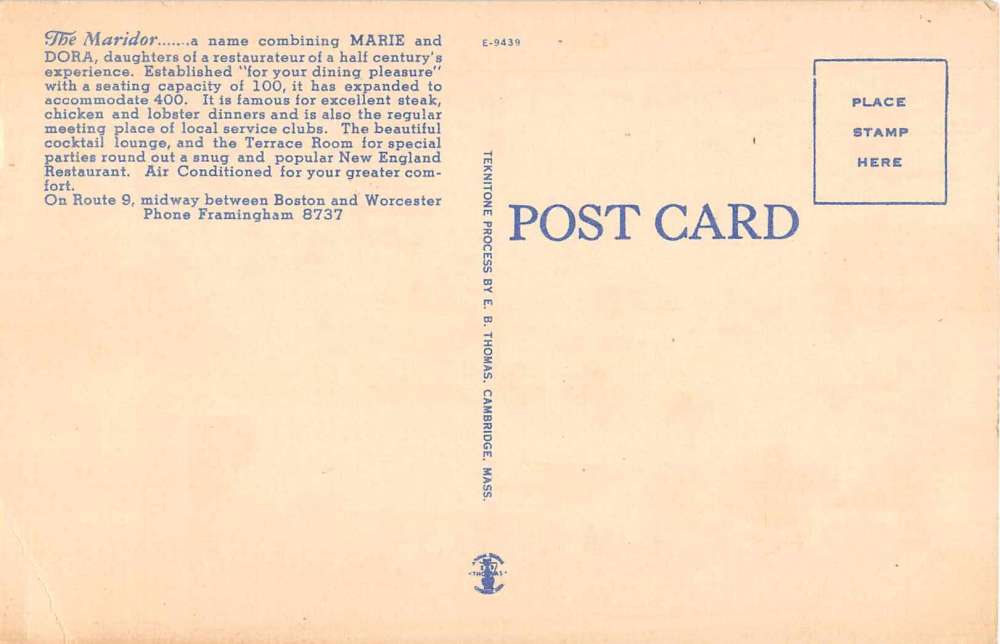 The Maridor.......a name combining MARIE and
DORA, daughters of a restaurateur of a half century's
experience. Established "for your dining pleasure"
with a seating capacity of 100, it has expanded to
accommodate 400. It is famous for excellent steak,
chicken and lobster dinners and is also the regular
meeting place of local service clubs. The beautiful
cocktail lounge, and the Terrace Room for special
parties round out a snug and popular New England
Restaurant. Air Conditioned for your greater com-
fort.
On Route 9, midway between Boston and Worcester
Phone Framingham 8737
E-9439
TEKNITONE PROCESS BY E. B. THOMAS, CAMBRIDGE, MASS.
THOMAS
POST CARD
PLACE
STAMP
HERE